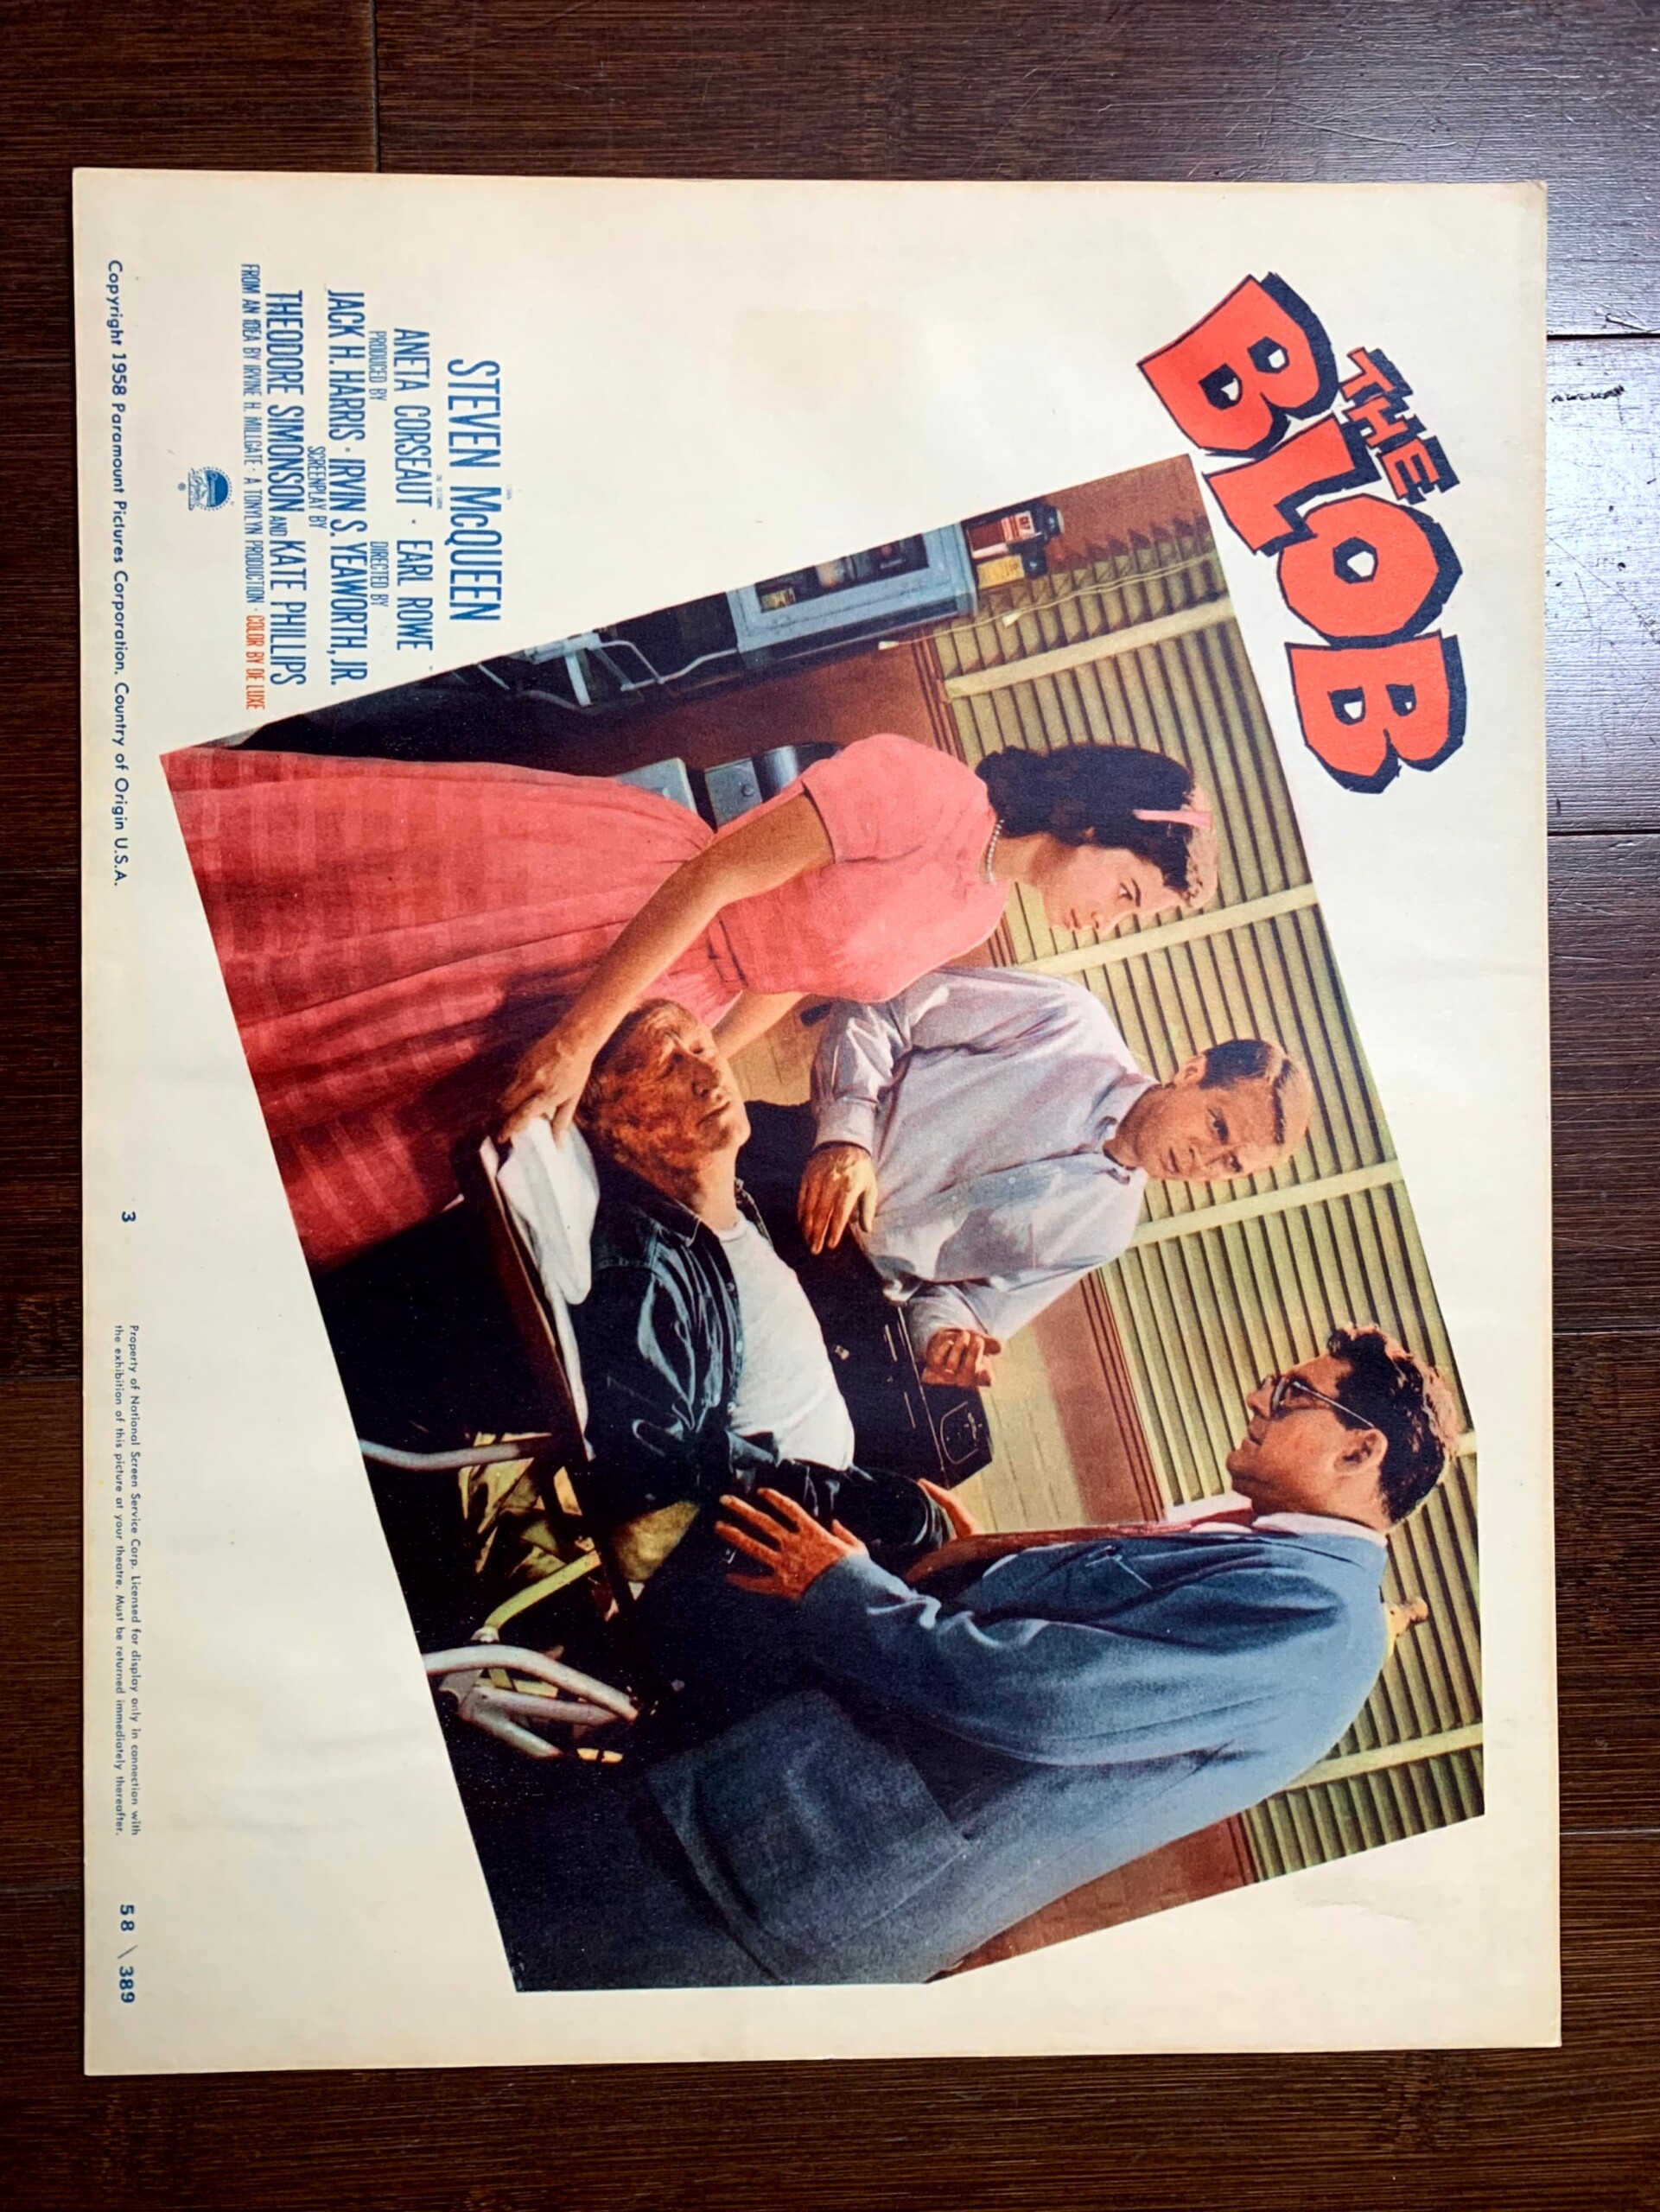 THE
BLOB
STEVEN McQUEEN
ANETA CORSEAUT · EARL ROWE
PRODUCED BY DIRECTED BY
JACK H. HARRIS · IRVIN S. YEAWORTH, JR.
SCREENPLAY BY
THEODORE SIMONSON AND KATE PHILLIPS
FROM AN IDEA BY IRVINE H. MILLGATE · A TONYLYN PRODUCTION · COLOR BY DE LUXE
Copyright 1958 Paramount Pictures Corporation. Country of Origin U.S.A.
3
Property of National Screen Service Corp. Licensed for display only in connection with
the exhibition of this picture at your theatre. Must be returned immediately thereafter.
58 \ 389